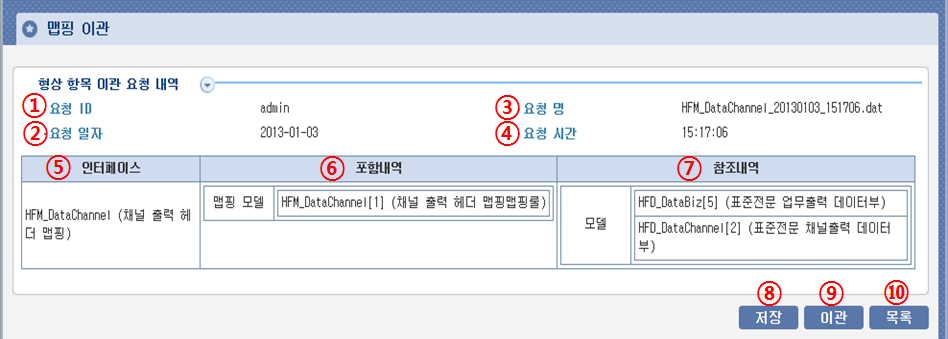 맵핑 이관
형상 항목 이관 요청 내역
① 요청 ID admin ③ 요청 명 HFM_DataChannel_20130103_151706.dat
② 요청 일자 2013-01-03 ④ 요청 시간 15:17:06
⑤ 인터페이스 ⑥ 포함내역 ⑦ 참조내역
HFM_DataChannel (채널 출력 헤
더 맵핑)
맵핑 모델 HFM_DataChannel[1] (채널 출력 헤더 맵핑맵핑룰)
모델
HFD_DataBiz[5] (표준전문 업무출력 데이터부)
HFD_DataChannel[2] (표준전문 채널출력 데이터
부)
⑧ ⑨ ⑩
저장 이관 목록